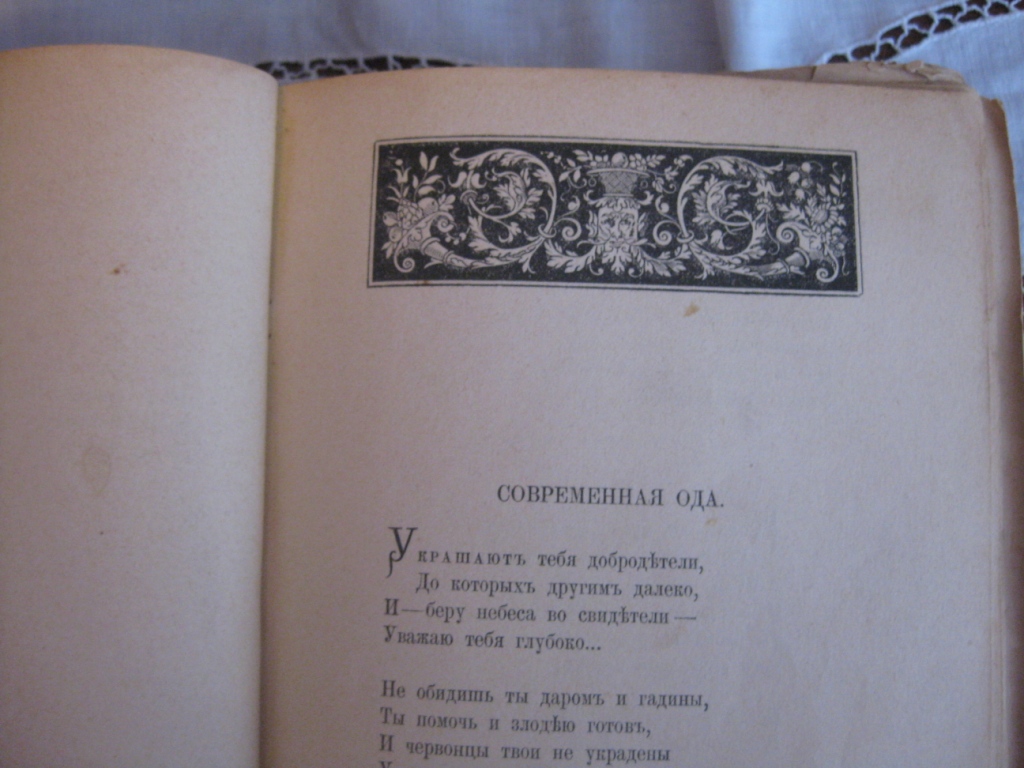 СОВРЕМЕННАЯ ОДА.
Украшаютъ тебя добродѣтели,
До которыхъ другимъ далеко,
И — беру небеса во свидѣтели —
Уважаю тебя глубоко...
Не обидишь ты даромъ и гадины,
Ты помочь и злодѣю готовъ,
И червонцы твои не украдены